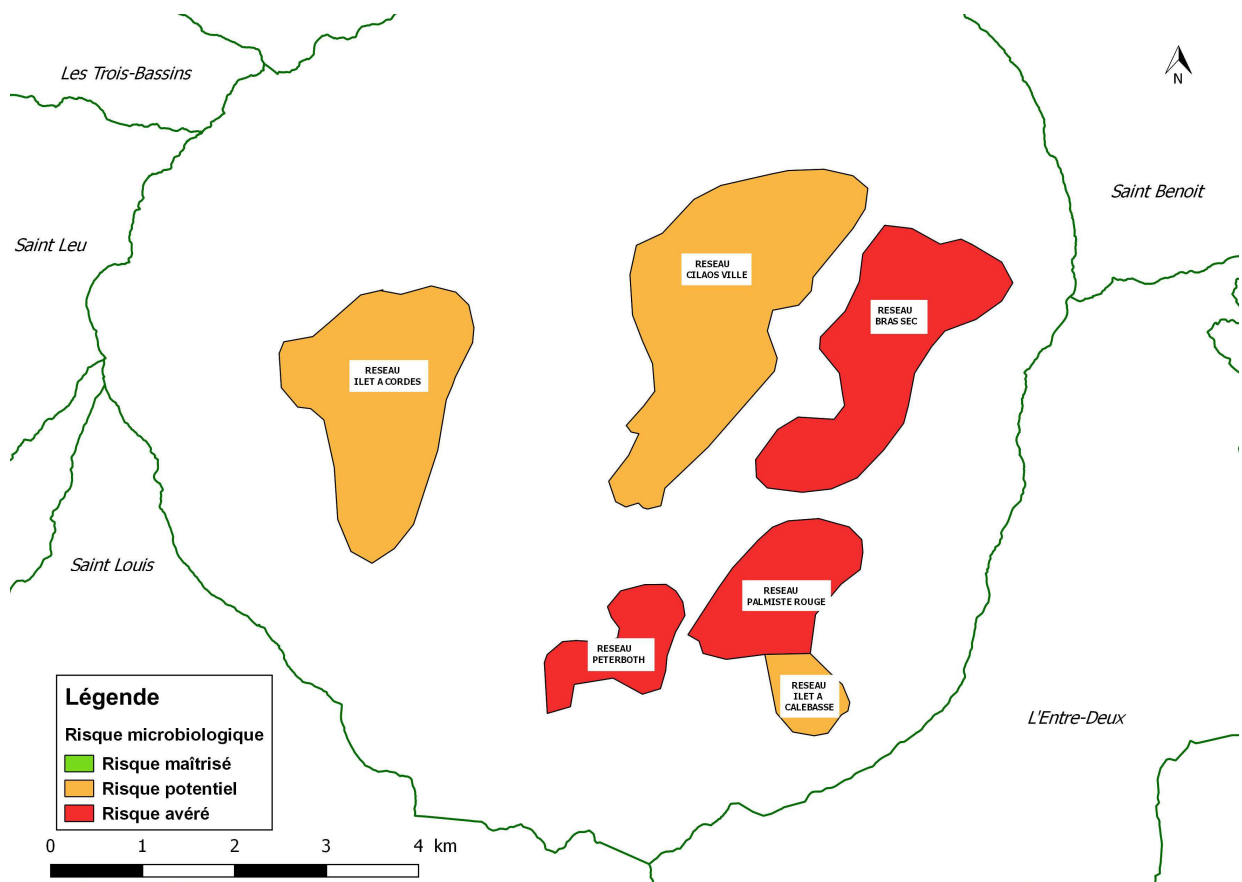 Les Trois-Bassins
N
Saint Benoit
Saint Leu
RESEAU
CILAOS VILLE
RESEAU
BRAS SEC
RESEAU
ILET A CORDES
Saint Louis
RESEAU
PALMISTE ROUGE
RESEAU
PETERBOTH
RESEAU
ILET A
CALEBASSE
L'Entre-Deux
Légende
Risque microbiologique
Risque maîtrisé
Risque potentiel
Risque avéré
0 1 2 3 4 km